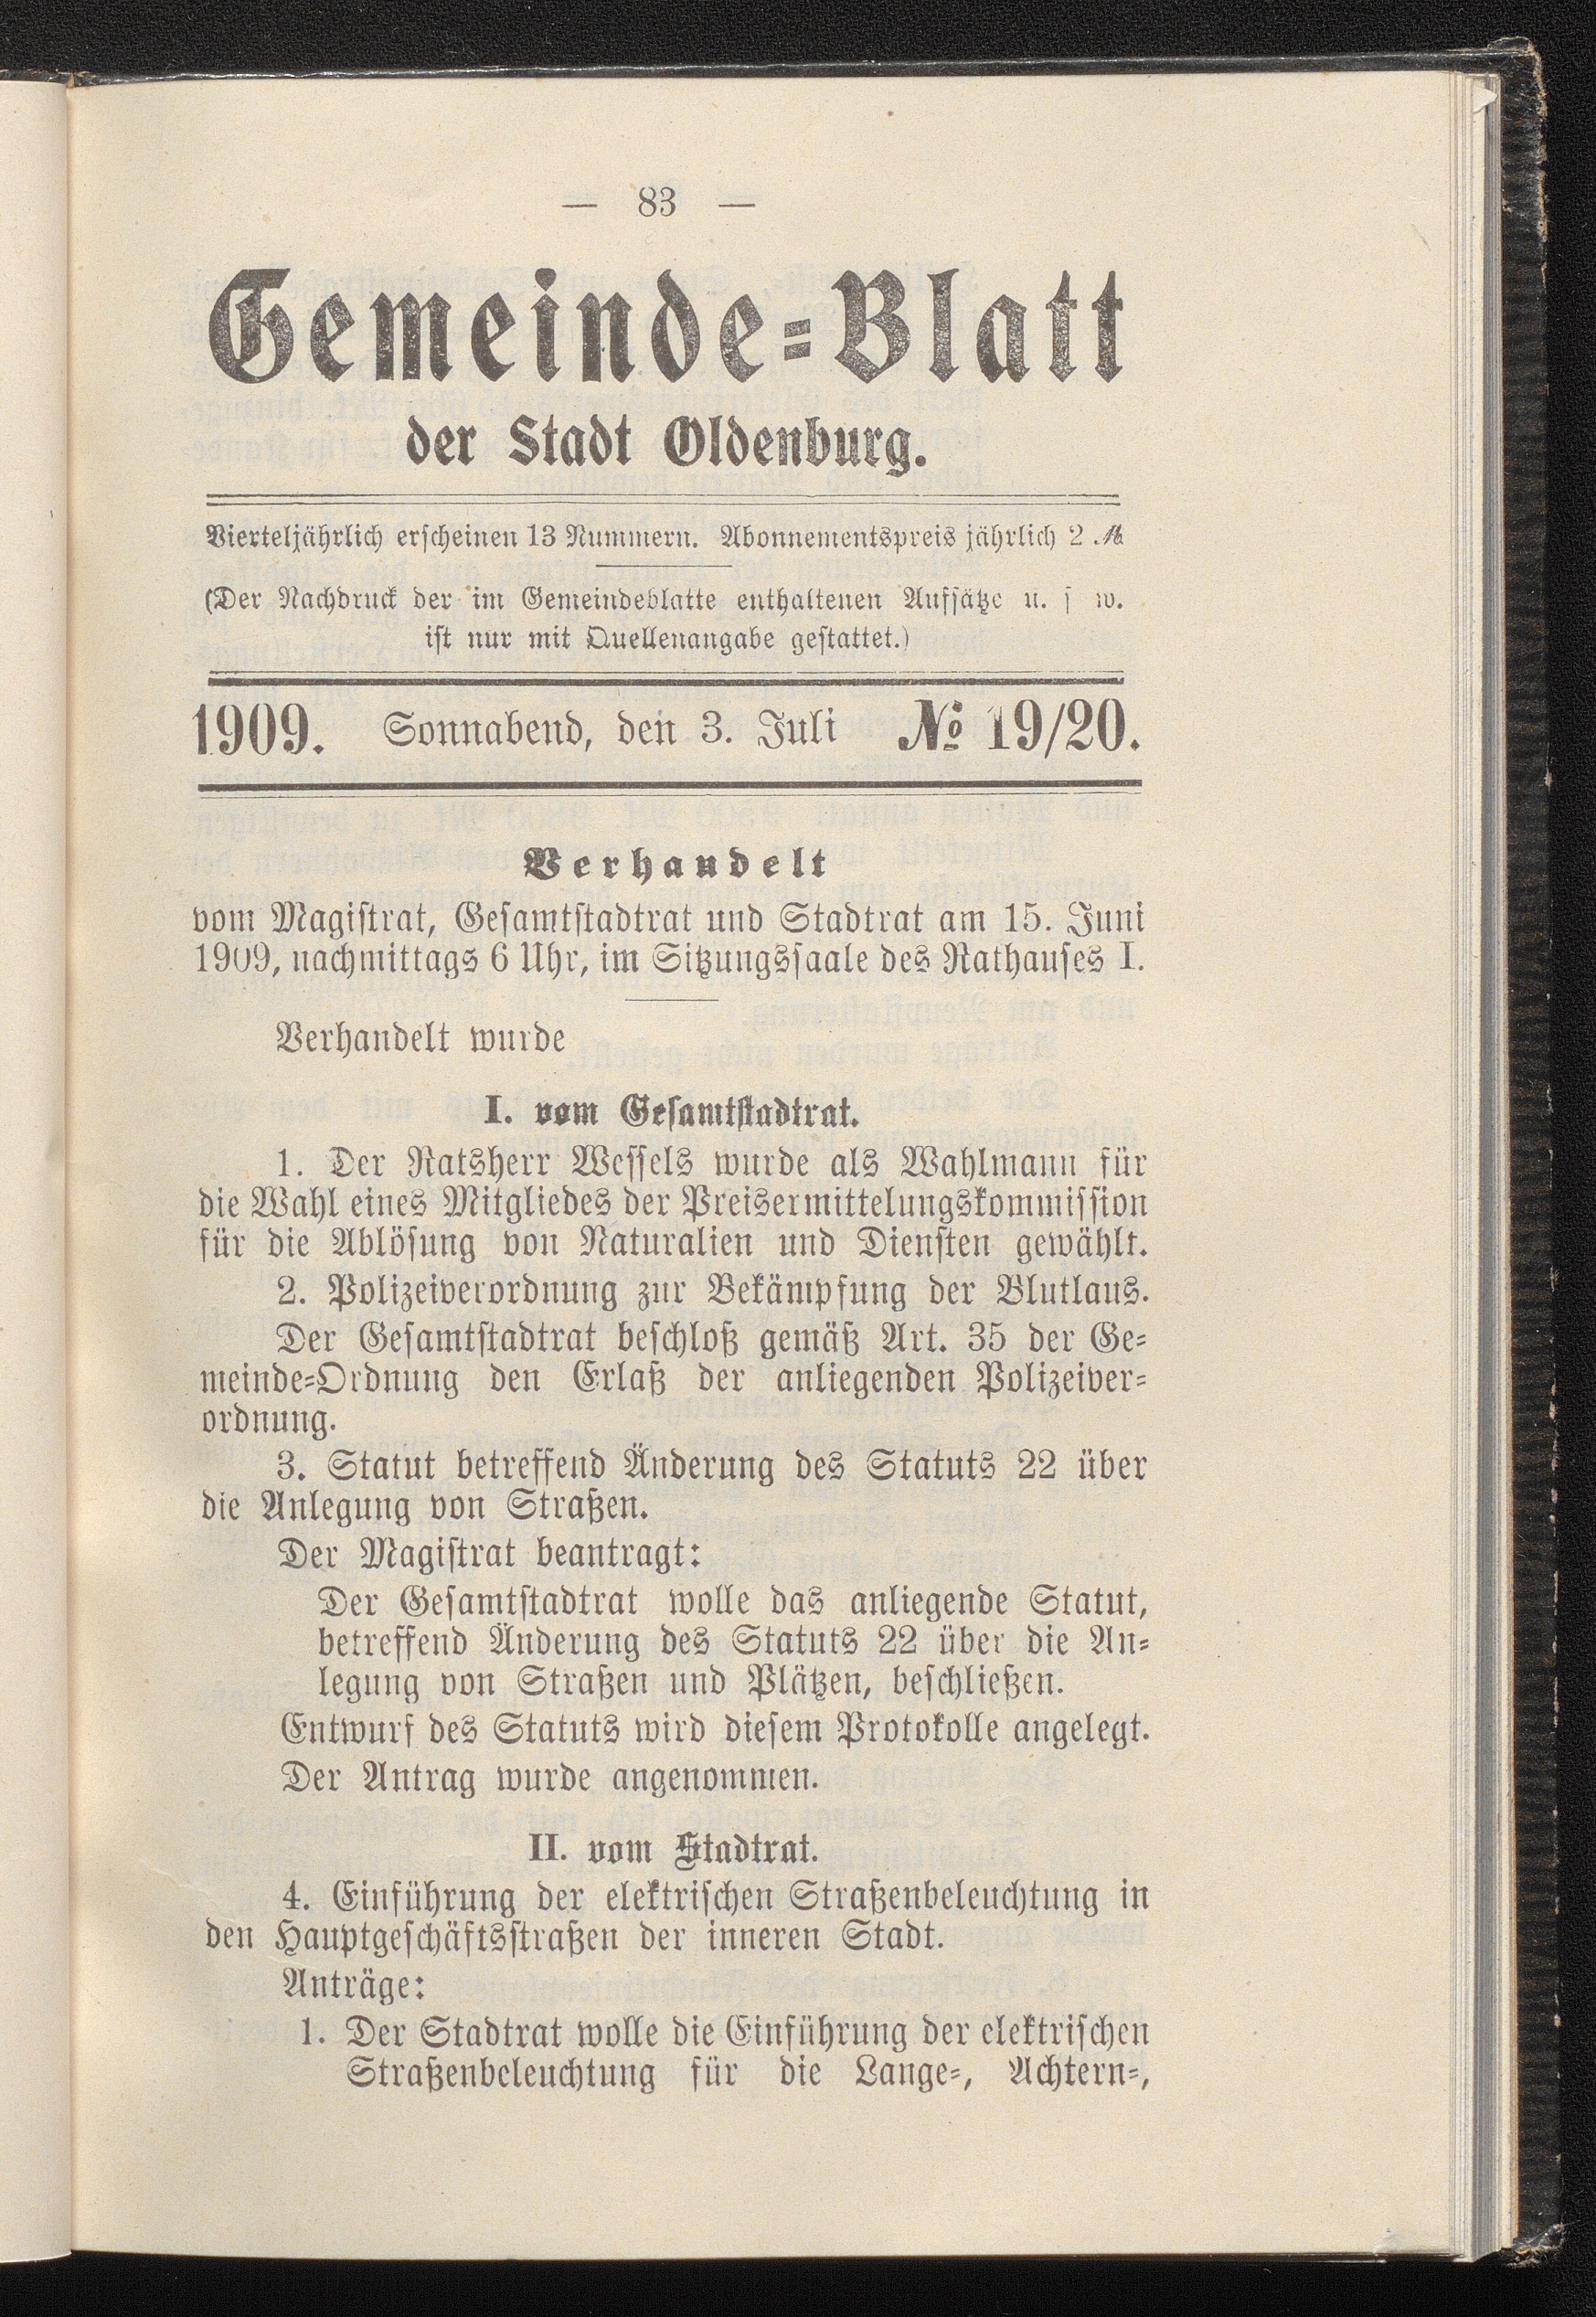 — 83 —
Gemeinde=Blatt
der Stadt Oldenburg.
Vierteljährlich erscheinen 13 Nummern. Abonnementspreis jährlich 2 ℳ
(Der Nachdruck der im Gemeindeblatte enthaltenen Aufsätze u. s w.
ist nur mit Quellenangabe gestattet.)
1909. Sonnabend, den 3. Juli № 19/20.
Verhandelt
vom Magistrat, Gesamtstadtrat und Stadtrat am 15. Juni
1909, nachmittags 6 Uhr, im Sitzungssaale des Rathauses I.
Verhandelt wurde
I. vom Gesamtstadtrat.
1. Der Ratsherr Wessels wurde als Wahlmann für
die Wahl eines Mitgliedes der Preisermittelungskommission
für die Ablösung von Naturalien und Diensten gewählt.
2. Polizeiverordnung zur Bekämpfung der Blutlaus.
Der Gesamtstadtrat beschloß gemäß Art. 35 der Ge=
meinde=Ordnung den Erlaß der anliegenden Polizeiver=
ordnung.
3. Statut betreffend Änderung des Statuts 22 über
die Anlegung von Straßen.
Der Magistrat beantragt:
Der Gesamtstadtrat wolle das anliegende Statut,
betreffend Änderung des Statuts 22 über die An=
legung von Straßen und Plätzen, beschließen.
Entwurf des Statuts wird diesem Protokolle angelegt.
Der Antrag wurde angenommen.
II. vom Stadtrat.
4. Einführung der elektrischen Straßenbeleuchtung in
den Hauptgeschäftsstraßen der inneren Stadt.
Anträge:
1. Der Stadtrat wolle die Einführung der elektrischen
Straßenbeleuchtung für die Lange=, Achtern=,